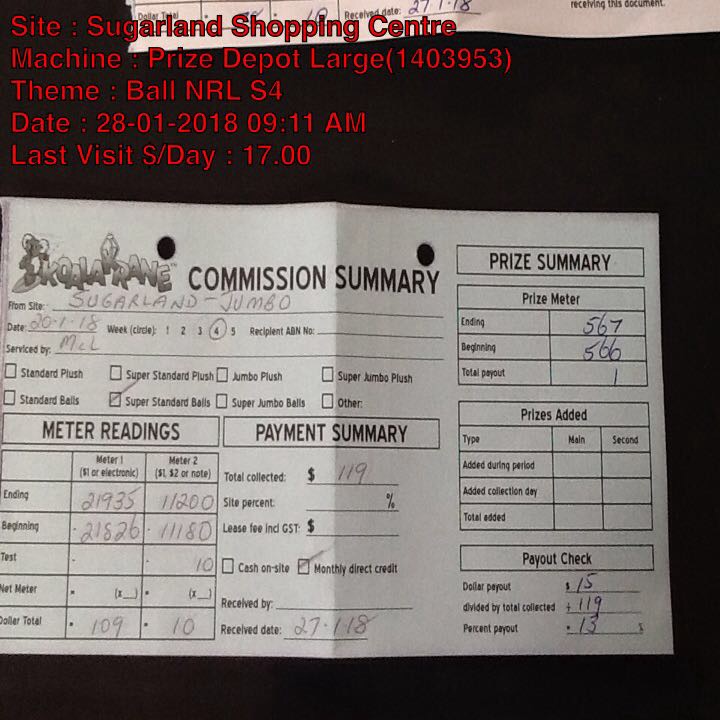 Dollar Total
Received date: 27.1.18
receiving this document.
Site : Sugarland Shopping Centre
Machine : Prize Depot Large(1403953)
Theme : Ball NRL S4
Date : 28-01-2018 09:11 AM
Last Visit $/Day : 17.00
KOALA KRANE™ COMMISSION SUMMARY
From Site: SUGARLAND - JUMBO
Date: 20-1-18 Week (circle): 1 2 3 4 5 Recipient ABN No:
Serviced by: McL
Standard Plush Super Standard Plush Jumbo Plush Super Jumbo Plush
Standard Balls Super Standard Balls Super Jumbo Balls Other:
METER READINGS
Meter 1 Meter 2
($1 or electronic) ($1, $2 or note)
Ending 21935 11200
Beginning - 21826 - 11180
Test - 10
Net Meter = (x__) = (x__)
Dollar Total = 109 = 10
PAYMENT SUMMARY
Total collected: $ 119
Site percent: %
Lease fee incl GST: $
Cash on-site Monthly direct credit
Received by:
Received date: 27.1.18
PRIZE SUMMARY
Prize Meter
Ending 567
Beginning 566
Total payout 1
Prizes Added
Type Main Second
Added during period
Added collection day
Total added
Payout Check
Dollar payout $ 15
divided by total collected ÷ 119
Percent payout = 13 %